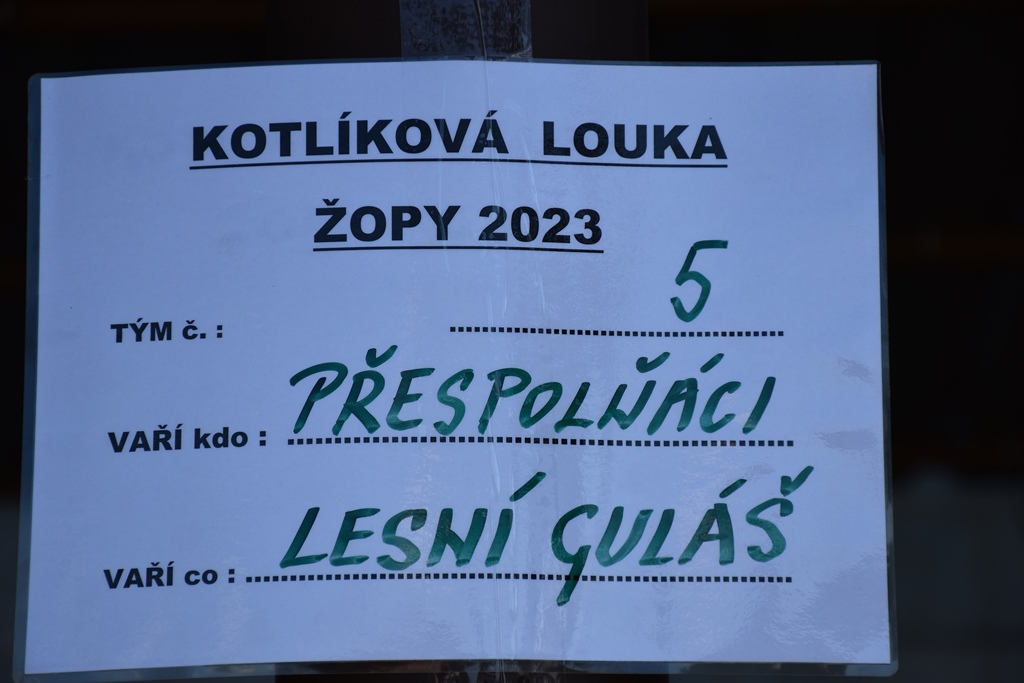 KOTLÍKOVÁ LOUKA
ŽOPY 2023
TÝM č. : 5
VAŘÍ kdo : PŘESPOLŇÁCI
VAŘÍ co : LESNÍ GULÁŠ